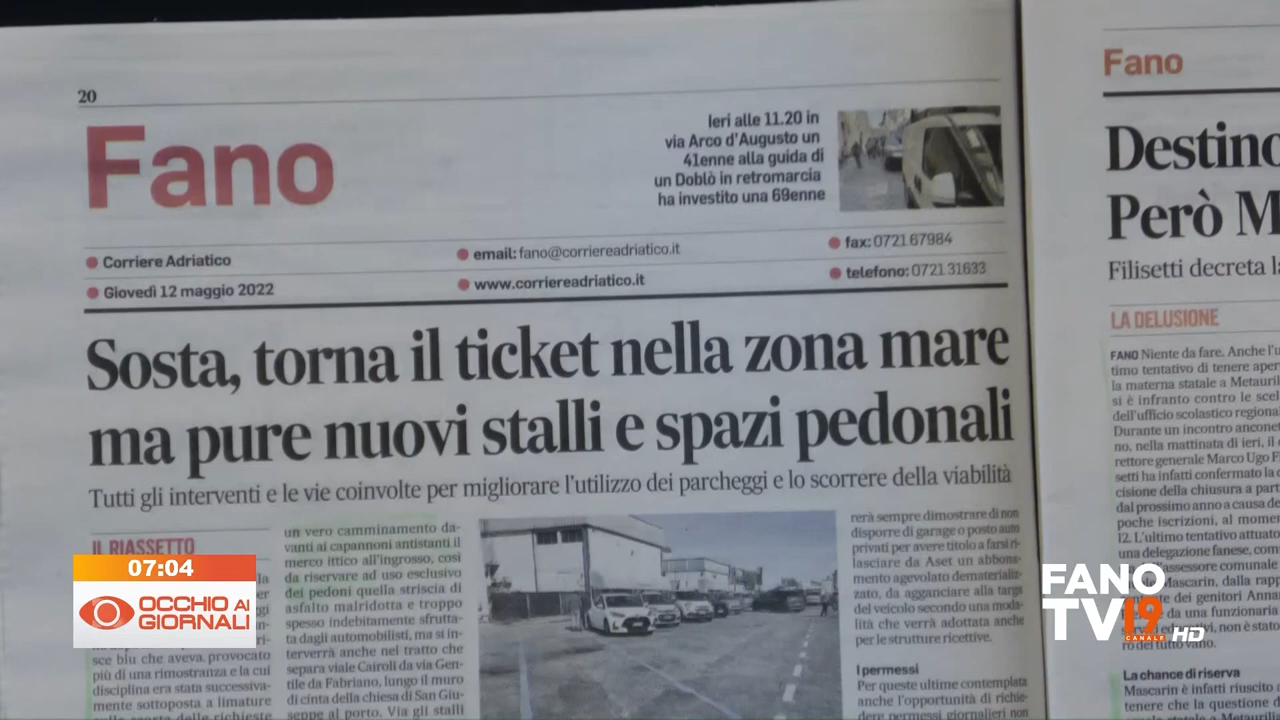 20
Fano
Ieri alle 11.20 in
via Arco d'Augusto un
41enne alla guida di
un Doblò in retromarcia
ha investito una 69enne
Corriere Adriatico
Giovedì 12 maggio 2022
email: fano@corriereadriatico.it
www.corriereadriatico.it
fax: 0721 67984
telefono: 0721 31633
Sosta, torna il ticket nella zona mare
ma pure nuovi stalli e spazi pedonali
Tutti gli interventi e le vie coinvolte per migliorare l'utilizzo dei parcheggi e lo scorrere della viabilità
IL RIASSETTO
sce blu che aveva provocato
più di una rimostranza e la cui
disciplina era stata successiva-
mente sottoposta a limature
un vero camminamento da-
vanti ai capannoni antistanti il
merco ittico all'ingrosso, così
da riservare ad uso esclusivo
dei pedoni quella striscia di
asfalto malridotta e troppo
spesso indebitamente sfrutta-
ta dagli automobilisti, ma si in-
terverrà anche nel tratto che
separa viale Cairoli da via Gen-
tile da Fabriano, lungo il muro
di cinta della chiesa di San Giu-
seppe al porto. Via gli stalli
rerà sempre dimostrare di non
disporre di garage o posto auto
privati per avere titolo a farsi ri-
lasciare da Aset un abbona-
mento agevolato dematerializ-
zato, da agganciare alla targa
del veicolo secondo una moda-
lità che verrà adottata anche
per le strutture ricettive.
I permessi
Per queste ultime contemplata
anche l'opportunità di richie-
dere permessi giornalieri non
Fano
Destino
Però M
Filisetti decreta l
LA DELUSIONE
FANO Niente da fare. Anche l'u
timo tentativo di tenere aper
la materna statale a Metauril
si è infranto contro le scel
dell'ufficio scolastico regiona
Durante un incontro anconet
no, nella mattinata di ieri, il d
rettore generale Marco Ugo F
setti ha infatti confermato la d
cisione della chiusura a part
dal prossimo anno a causa de
poche iscrizioni, al momen
12. L'ultimo tentativo attuato
una delegazione fanese, com
assessore comunale
Mascarin, dalla rapp
dei genitori Anna
da una funzionaria
non è stato
del tutto vano.
La chance di riserva
Mascarin è infatti riuscito a
tenere che la questione d
07:04
OCCHIO AI
GIORNALI
FANO
TV19
CANALE
HD